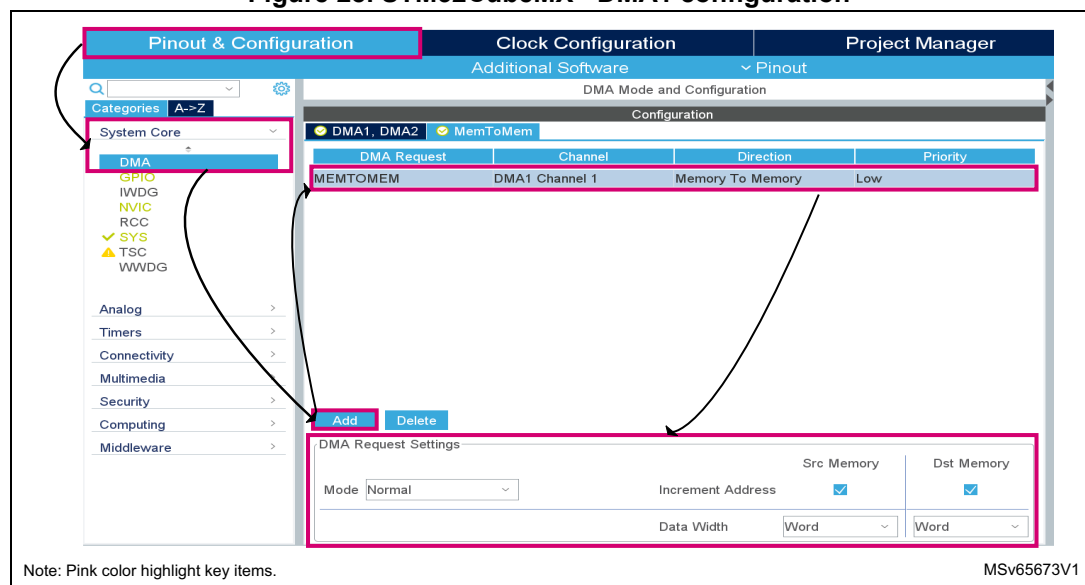 Pinout & Configuration
Clock Configuration
Project Manager
Additional Software
Pinout
DMA Mode and Configuration
Categories
A->Z
System Core
DMA
GPIO
IWDG
NVIC
RCC
SYS
TSC
WWDG
Analog
Timers
Connectivity
Multimedia
Security
Computing
Middleware
Configuration
DMA1, DMA2
MemToMem
DMA Request
Channel
Direction
Priority
MEMTOMEM
DMA1 Channel 1
Memory To Memory
Low
Add
Delete
DMA Request Settings
Src Memory
Dst Memory
Mode
Normal
Increment Address
Data Width
Word
Word
Note: Pink color highlight key items.
MSv65673V1